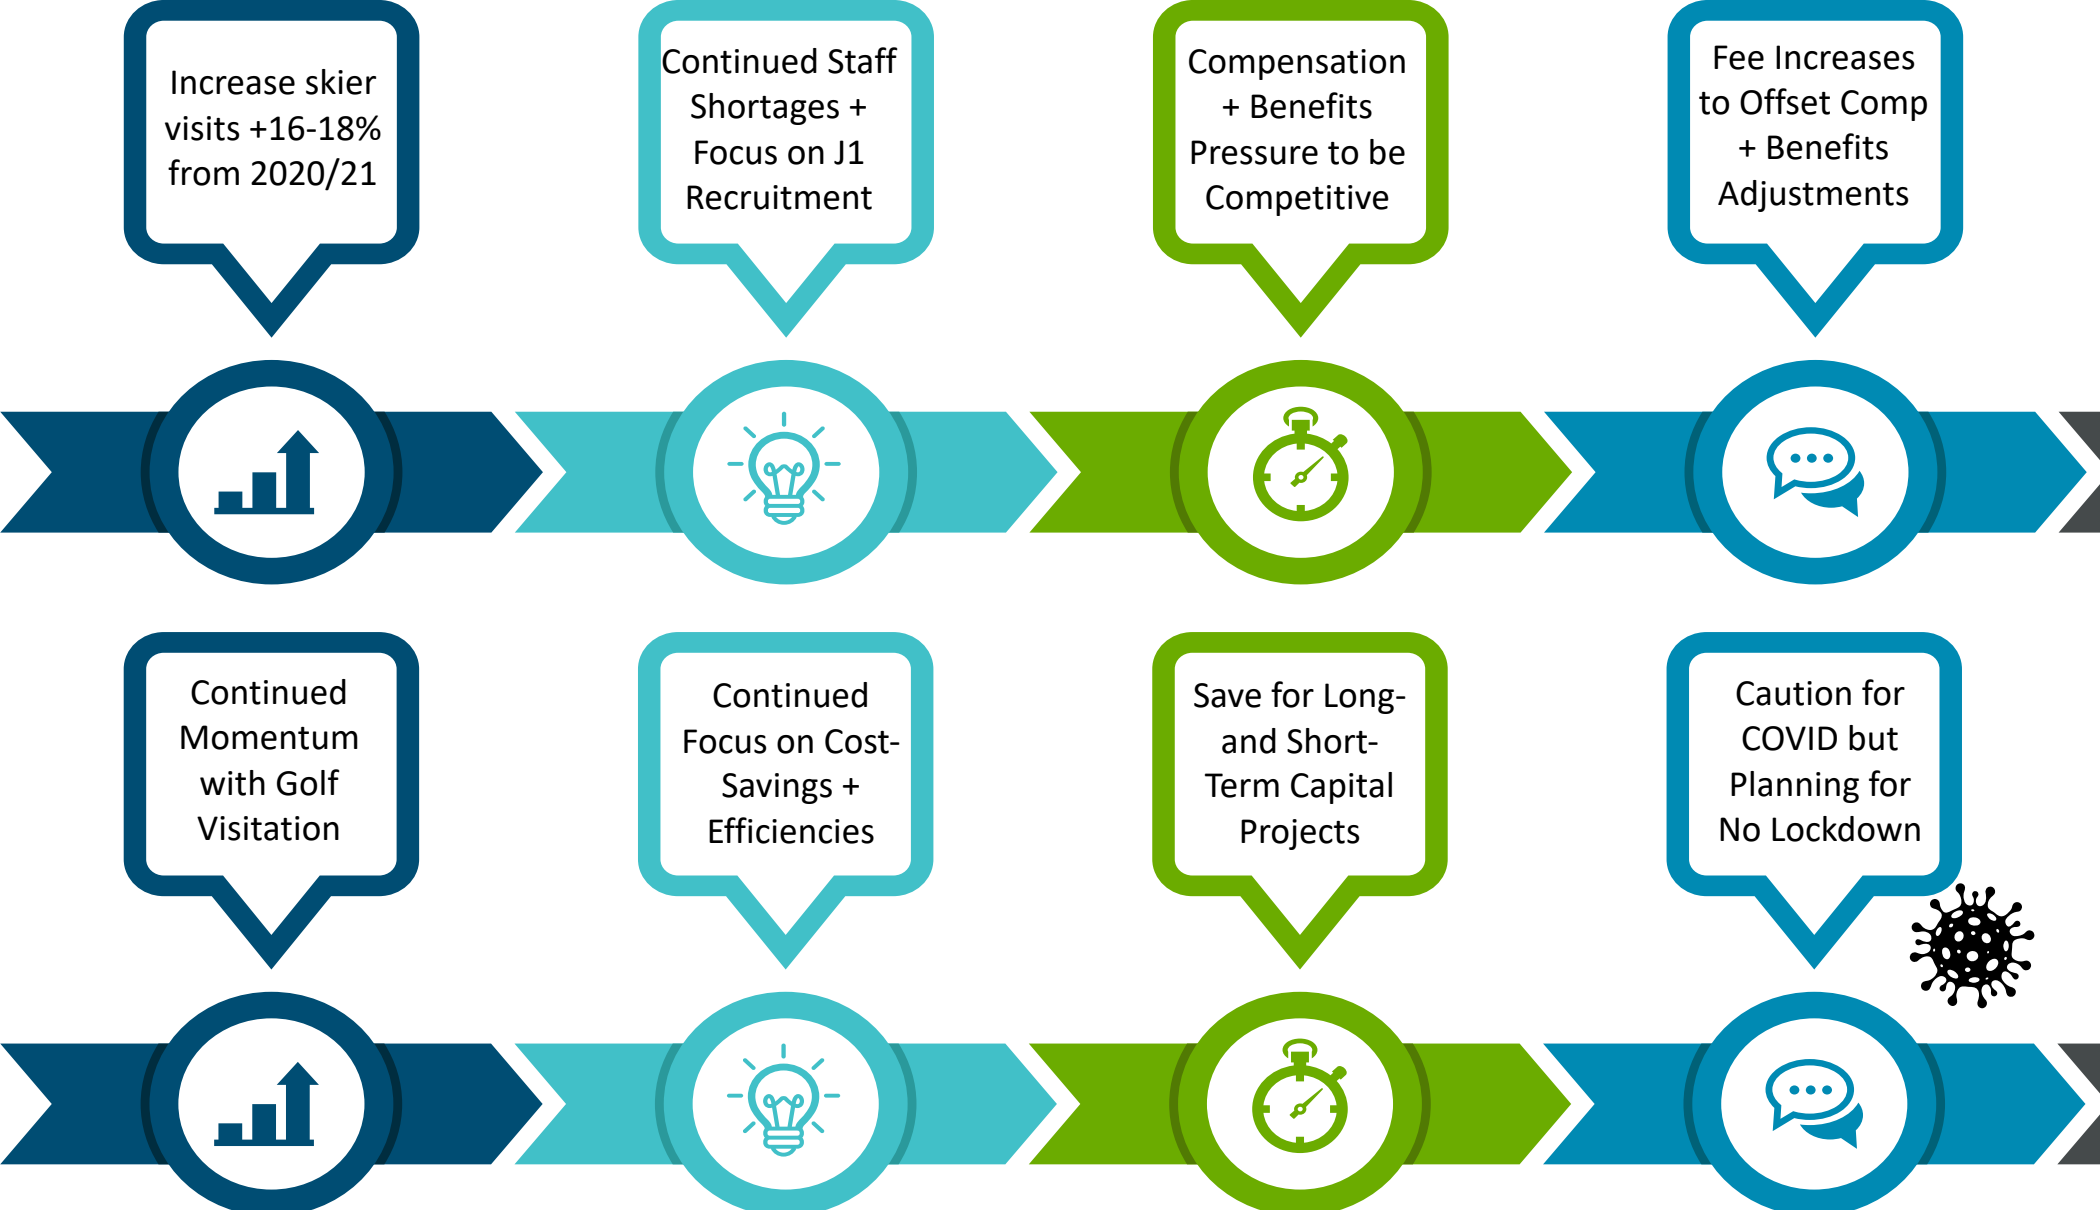 Increase skier
visits +16-18%
from 2020/21
Continued Staff
Shortages +
Focus on J1
Recruitment
Compensation
+ Benefits
Pressure to be
Competitive
Fee Increases
to Offset Comp
+ Benefits
Adjustments
Continued
Momentum
with Golf
Visitation
Continued
Focus on Cost-
Savings +
Efficiencies
Save for Long-
and Short-
Term Capital
Projects
Caution for
COVID but
Planning for
No Lockdown